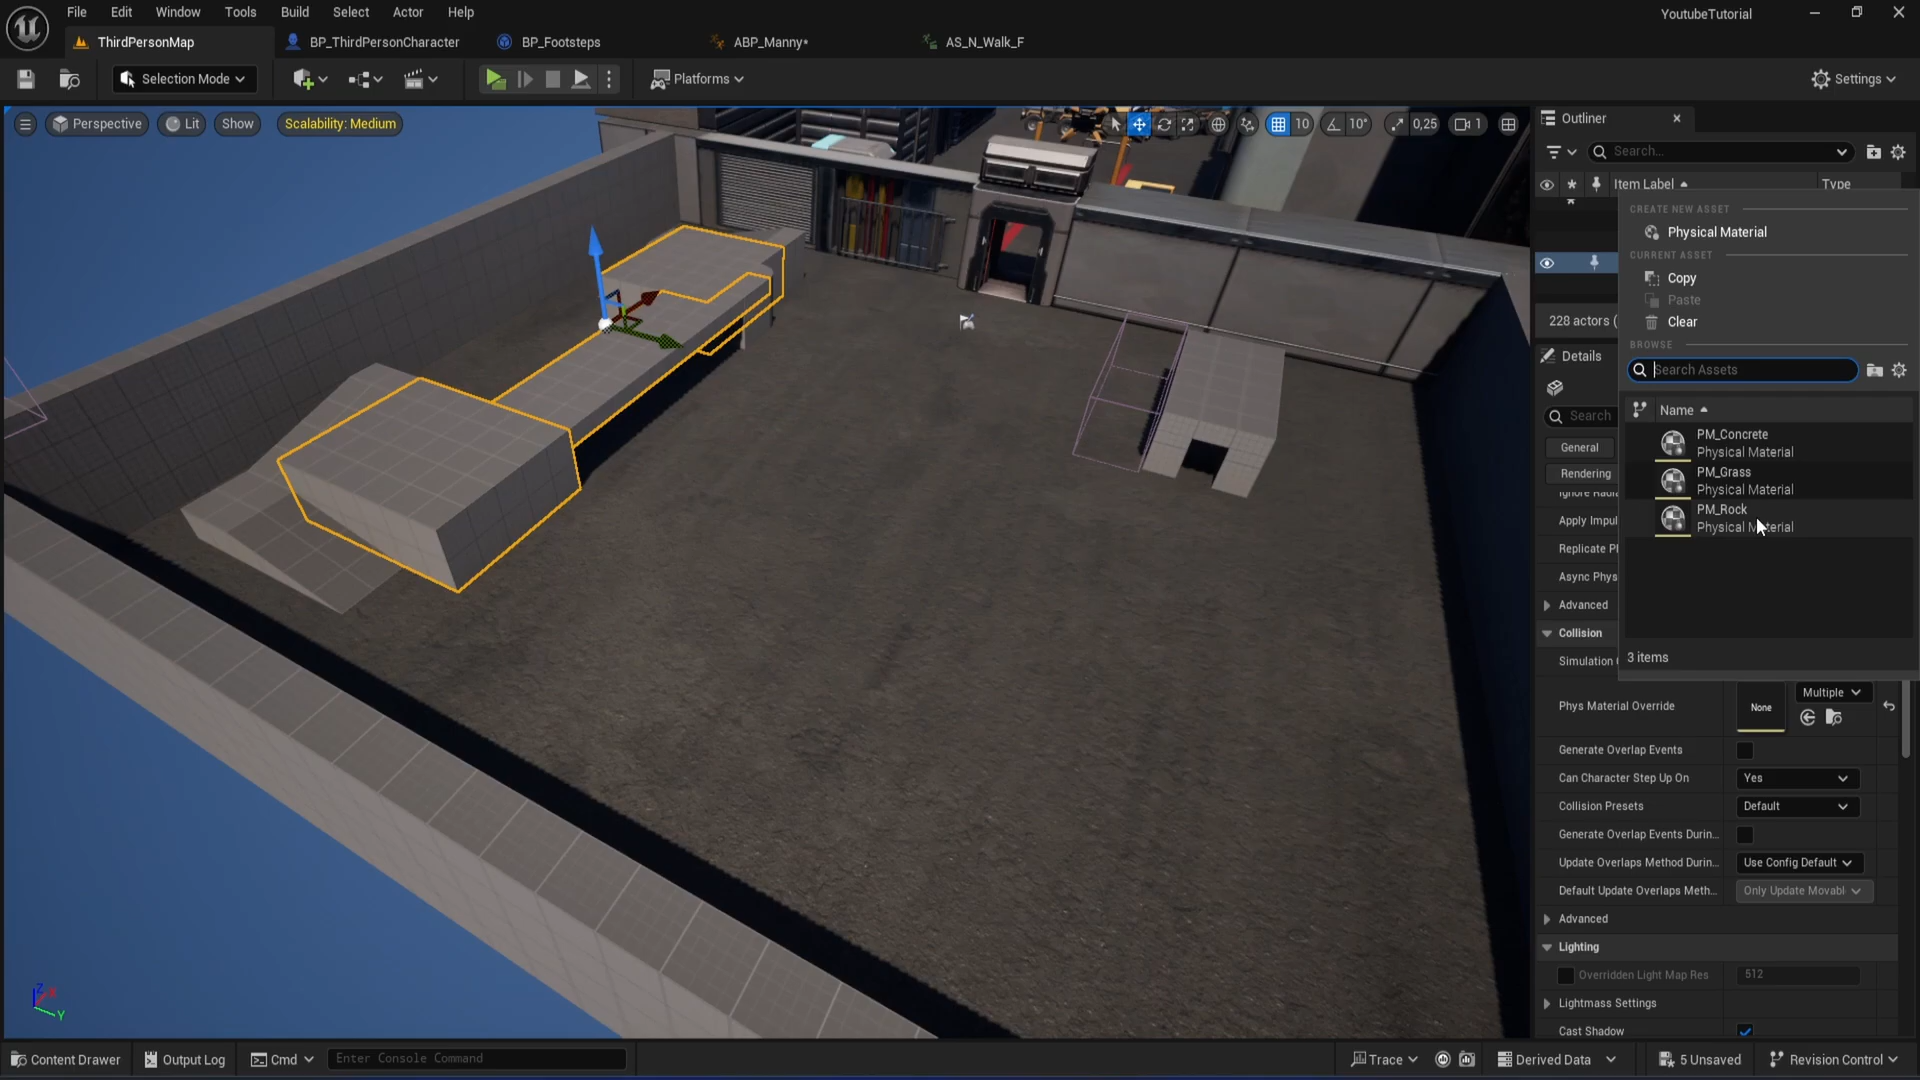 File Edit Window Tools Build Select Actor Help
YoutubeTutorial
ThirdPersonMap
BP_ThirdPersonCharacter
BP_Footsteps
ABP_Manny*
AS_N_Walk_F
Selection Mode
Platforms
Settings
Perspective
Lit
Show
Scalability: Medium
10
10°
0,25
1
Outliner
Search...
Item Label
Type
228 actors (
Details
Search
General
Rendering
Apply Impul
Replicate P
Async Phys
Advanced
Collision
Simulation
CREATE NEW ASSET
Physical Material
CURRENT ASSET
Copy
Paste
Clear
BROWSE
Search Assets
Name
PM_Concrete
Physical Material
PM_Grass
Physical Material
PM_Rock
Physical Material
3 items
Phys Material Override
None
Multiple
Generate Overlap Events
Can Character Step Up On
Yes
Collision Presets
Default
Generate Overlap Events Durin...
Update Overlaps Method Durin...
Use Config Default
Default Update Overlaps Meth...
Only Update Movabl
Advanced
Lighting
Overridden Light Map Res
512
Lightmass Settings
Cast Shadow
Z
Y
Content Drawer
Output Log
Cmd
Enter Console Command
Trace
Derived Data
5 Unsaved
Revision Control